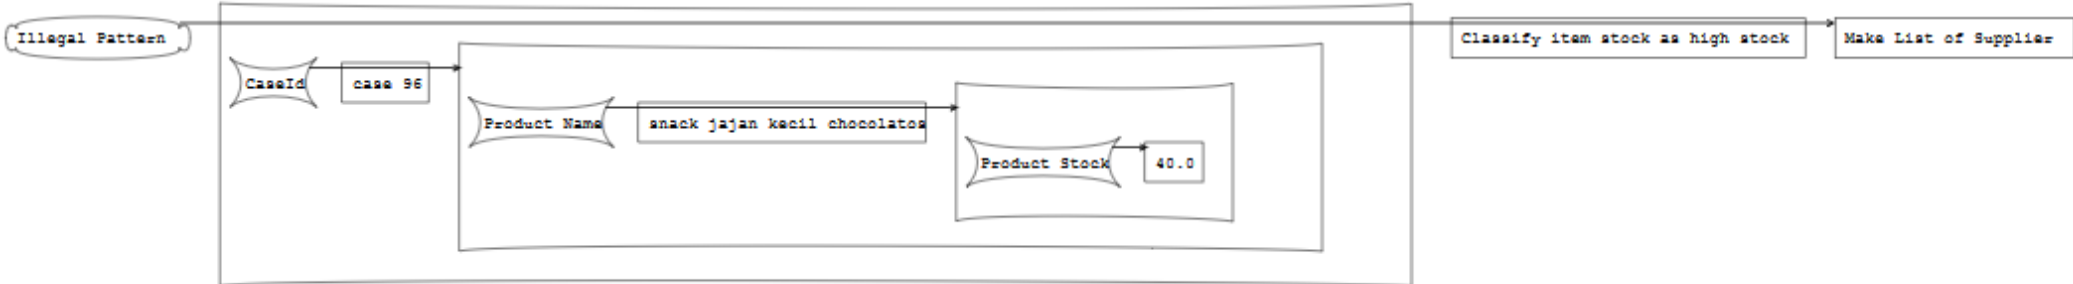 Illegal Pattern
Classify item stock as high stock
Make List of Supplier
CaseId
case 96
Product Name
snack jajan kecil chocolatos
Product Stock
40.0